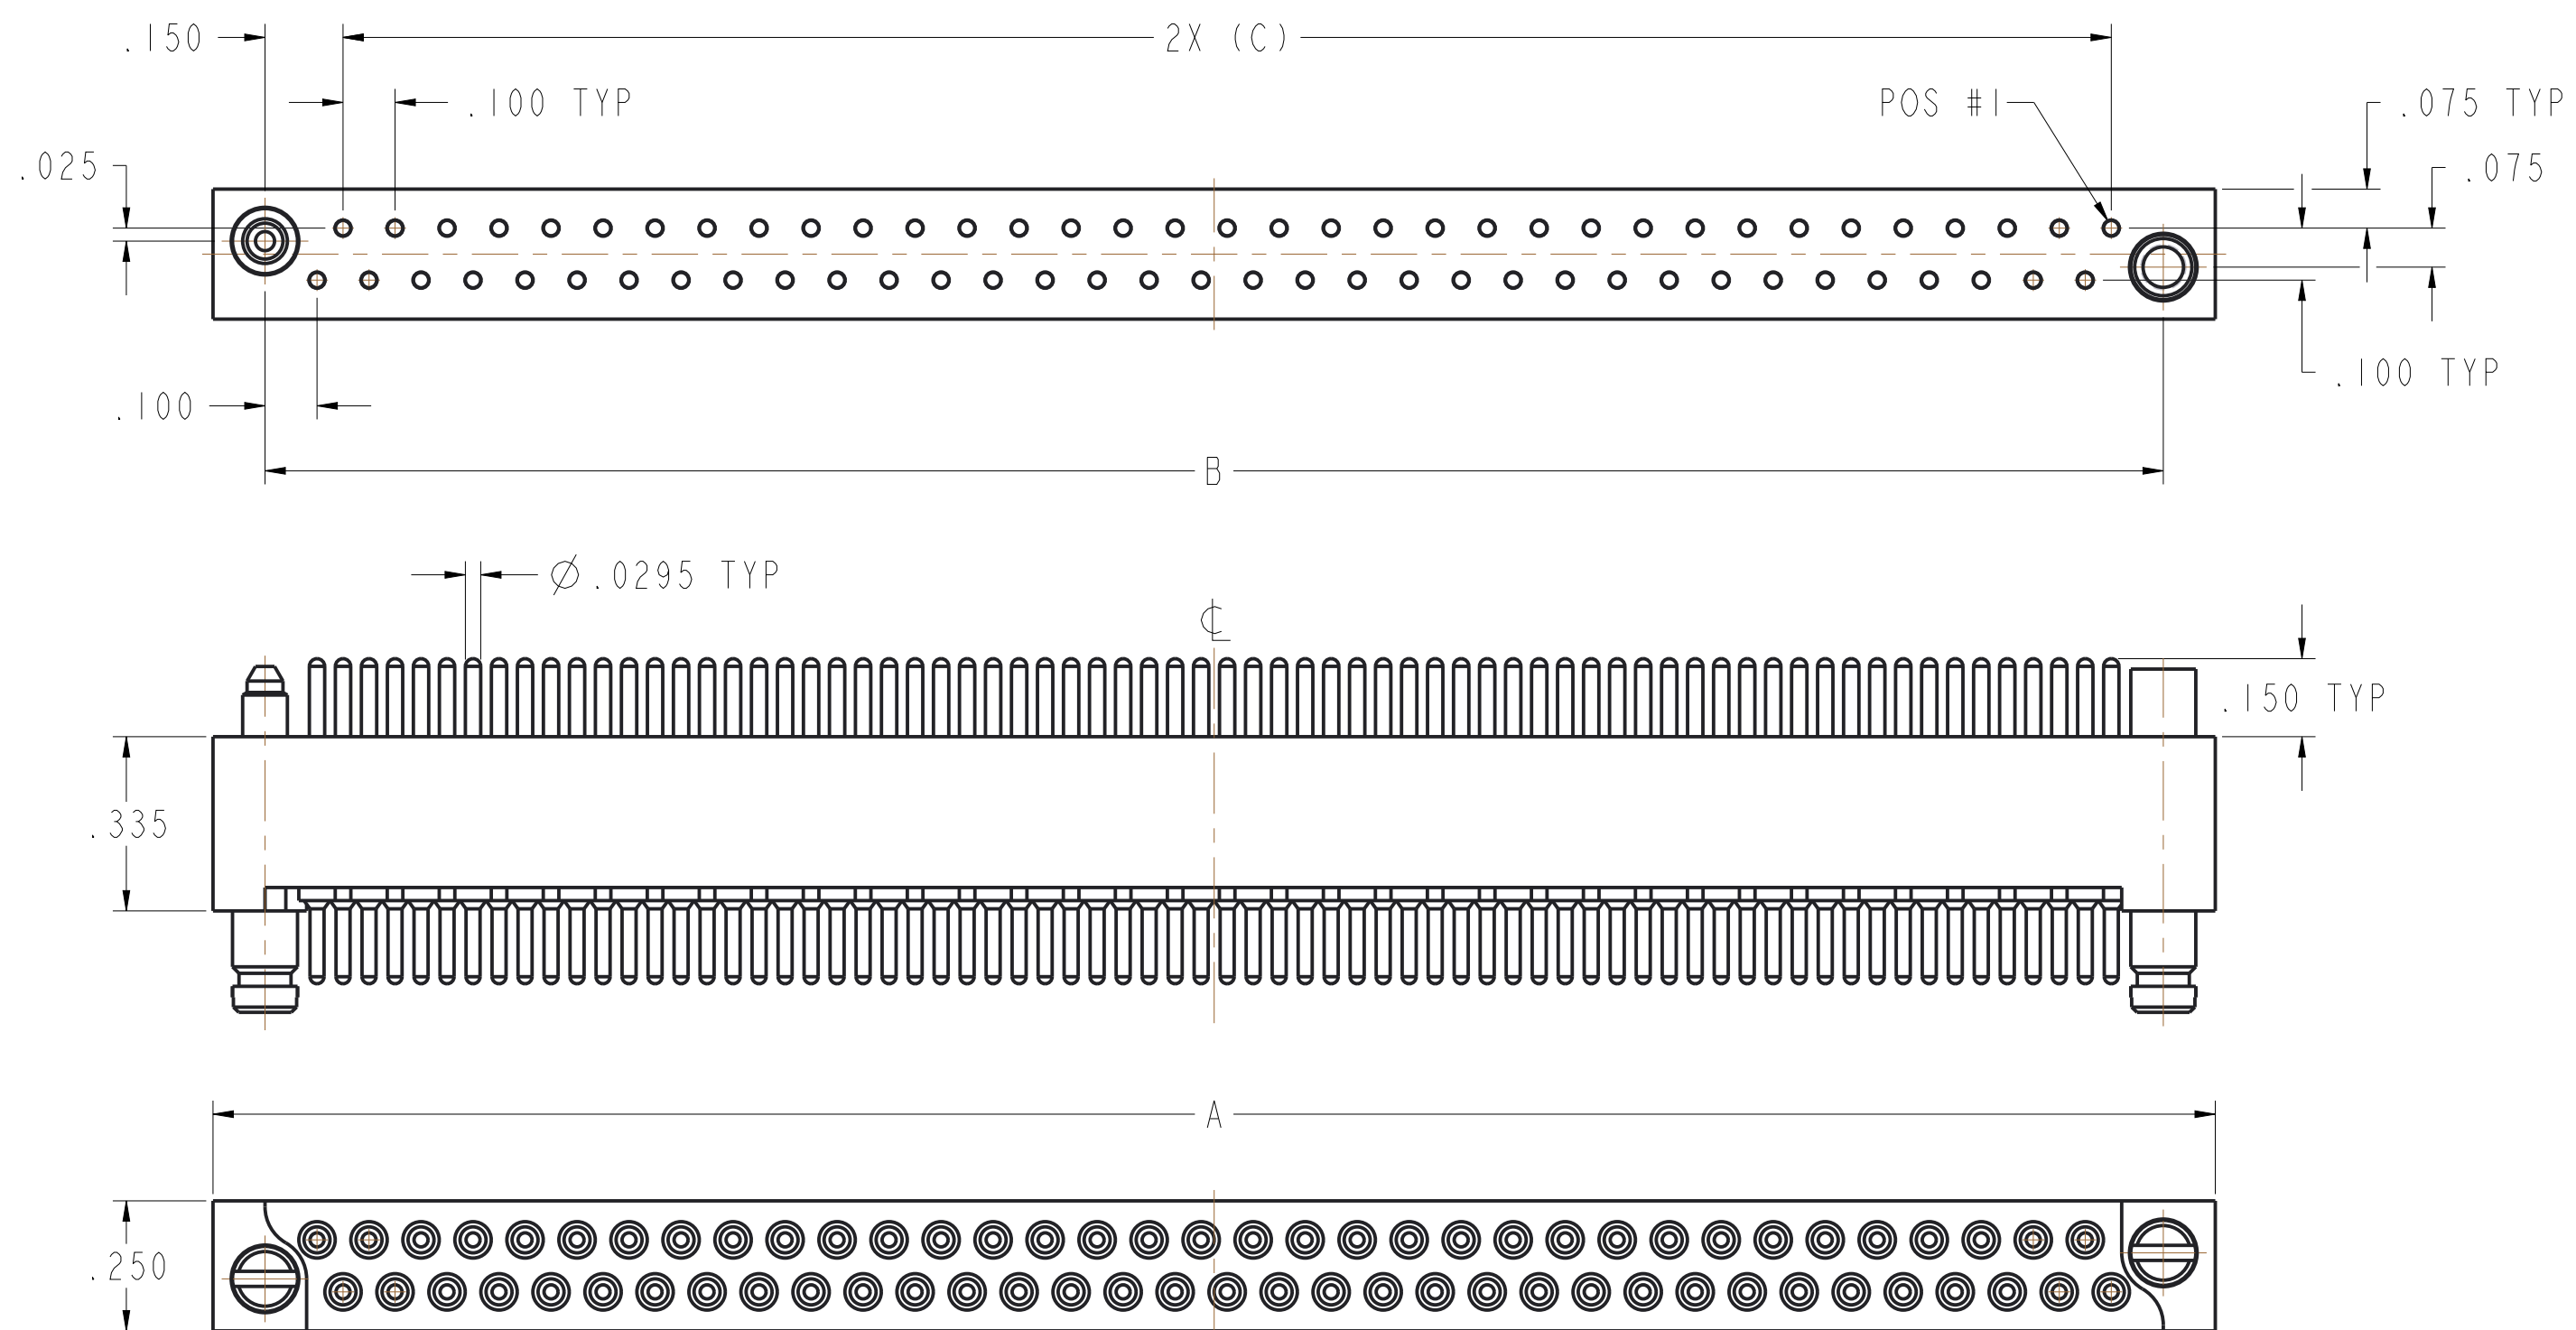 .150
2X (C)
.100 TYP
POS #1
.075 TYP
.025
.075
.100 TYP
.100
B
Ø.0295 TYP
℄
.150 TYP
.335
A
.250